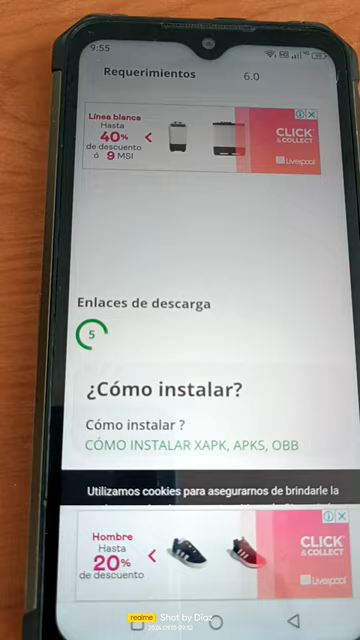 9:55
Requerimientos 6.0
Línea blanca
Hasta
40%
de descuento
ó 9 MSI
CLICK
& COLLECT
Liverpool
Enlaces de descarga
5
¿Cómo instalar?
Cómo instalar ?
CÓMO INSTALAR XAPK, APKS, OBB
Utilizamos cookies para asegurarnos de brindarle la
Hombre
Hasta
20%
de descuento
CLICK
& COLLECT
Liverpool
realme Shot by Diaz